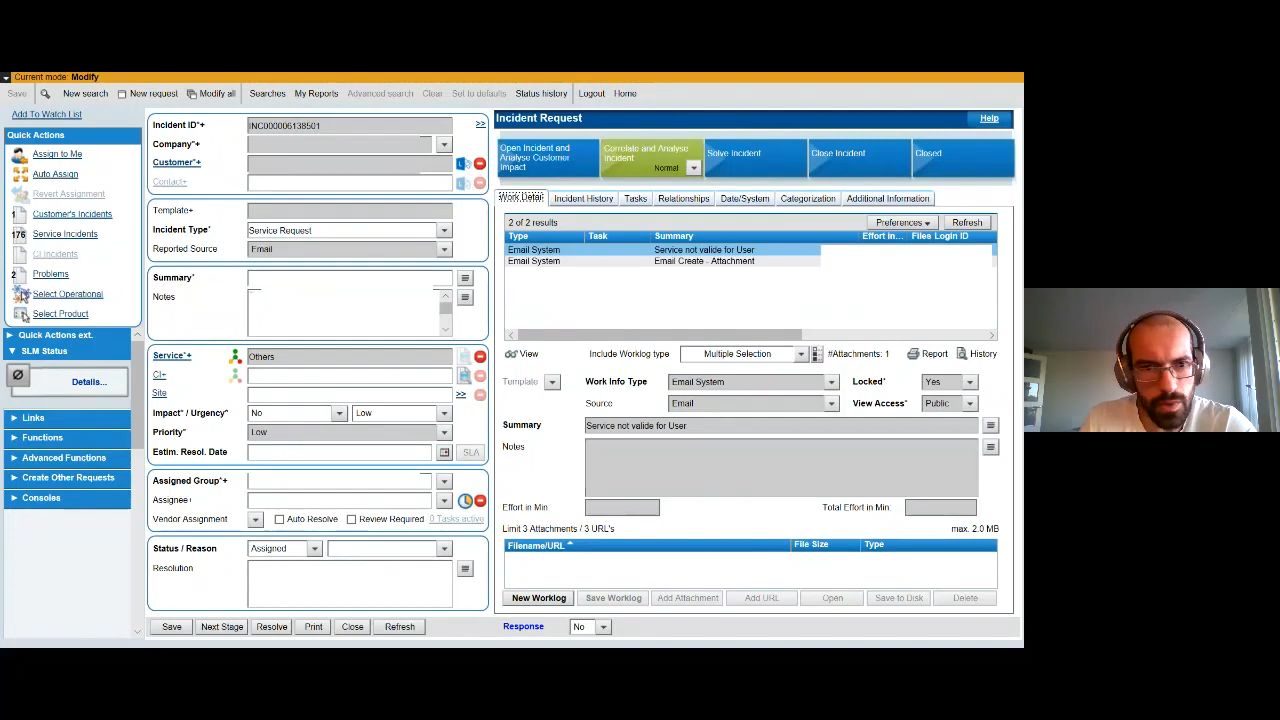 Current mode: Modify
Save New search New request Modify all Searches My Reports Advanced search Clear Set to defaults Status history Logout Home
Add To Watch List
Quick Actions
Assign to Me
Auto Assign
Revert Assignment
1 Customer's Incidents
176 Service Incidents
CI Incidents
2 Problems
Select Operational
Select Product
Quick Actions ext.
SLM Status
Details...
Links
Functions
Advanced Functions
Create Other Requests
Consoles
Incident ID*+ INC000006138501 >>
Company*+
Customer*+
Contact+
Template+
Incident Type* Service Request
Reported Source Email
Summary*
Notes
Service*+ Others
CI+
Site >>
Impact* / Urgency* No Low
Priority* Low
Estim. Resol. Date SLA
Assigned Group*+
Assignee+
Vendor Assignment Auto Resolve Review Required 0 Tasks active
Status / Reason Assigned
Resolution
Save Next Stage Resolve Print Close Refresh
Incident Request Help
Open Incident and Analyse Customer Impact
Correlate and Analyse Incident
Normal
Solve Incident
Close Incident
Closed
Work Detail Incident History Tasks Relationships Date/System Categorization Additional Information
2 of 2 results Preferences Refresh
Type Task Summary Effort in... Files Login ID
Email System Service not valide for User
Email System Email Create - Attachment
View Include Worklog type Multiple Selection #Attachments: 1 Report History
Template Work Info Type Email System Locked* Yes
Source Email View Access* Public
Summary Service not valide for User
Notes
Effort in Min Total Effort in Min:
Limit 3 Attachments / 3 URL's max. 2.0 MB
Filename/URL File Size Type
New Worklog Save Worklog Add Attachment Add URL Open Save to Disk Delete
Response No